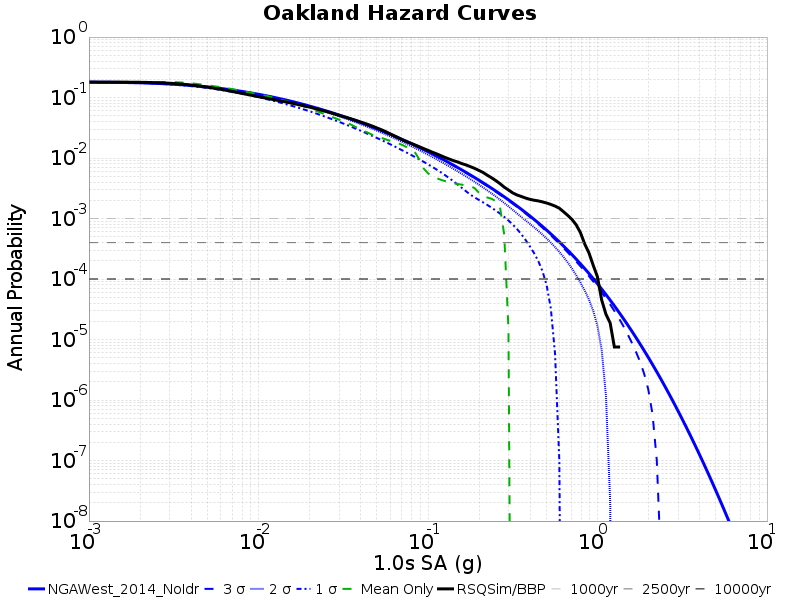 Oakland Hazard Curves
Annual Probability
10^0
10^-1
10^-2
10^-3
10^-4
10^-5
10^-6
10^-7
10^-8
10^-3 10^-2 10^-1 10^0 10^1
1.0s SA (g)
NGAWest_2014_NoIdr 3 σ 2 σ 1 σ Mean Only RSQSim/BBP 1000yr 2500yr 10000yr